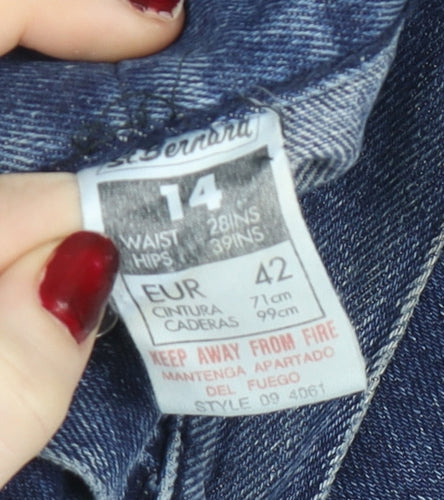 St Bernard
14
WAIST 28INS
HIPS 39INS
EUR 42
CINTURA 71cm
CADERAS 99cm
KEEP AWAY FROM FIRE
MANTENGA APARTADO
DEL FUEGO
STYLE 09 4061